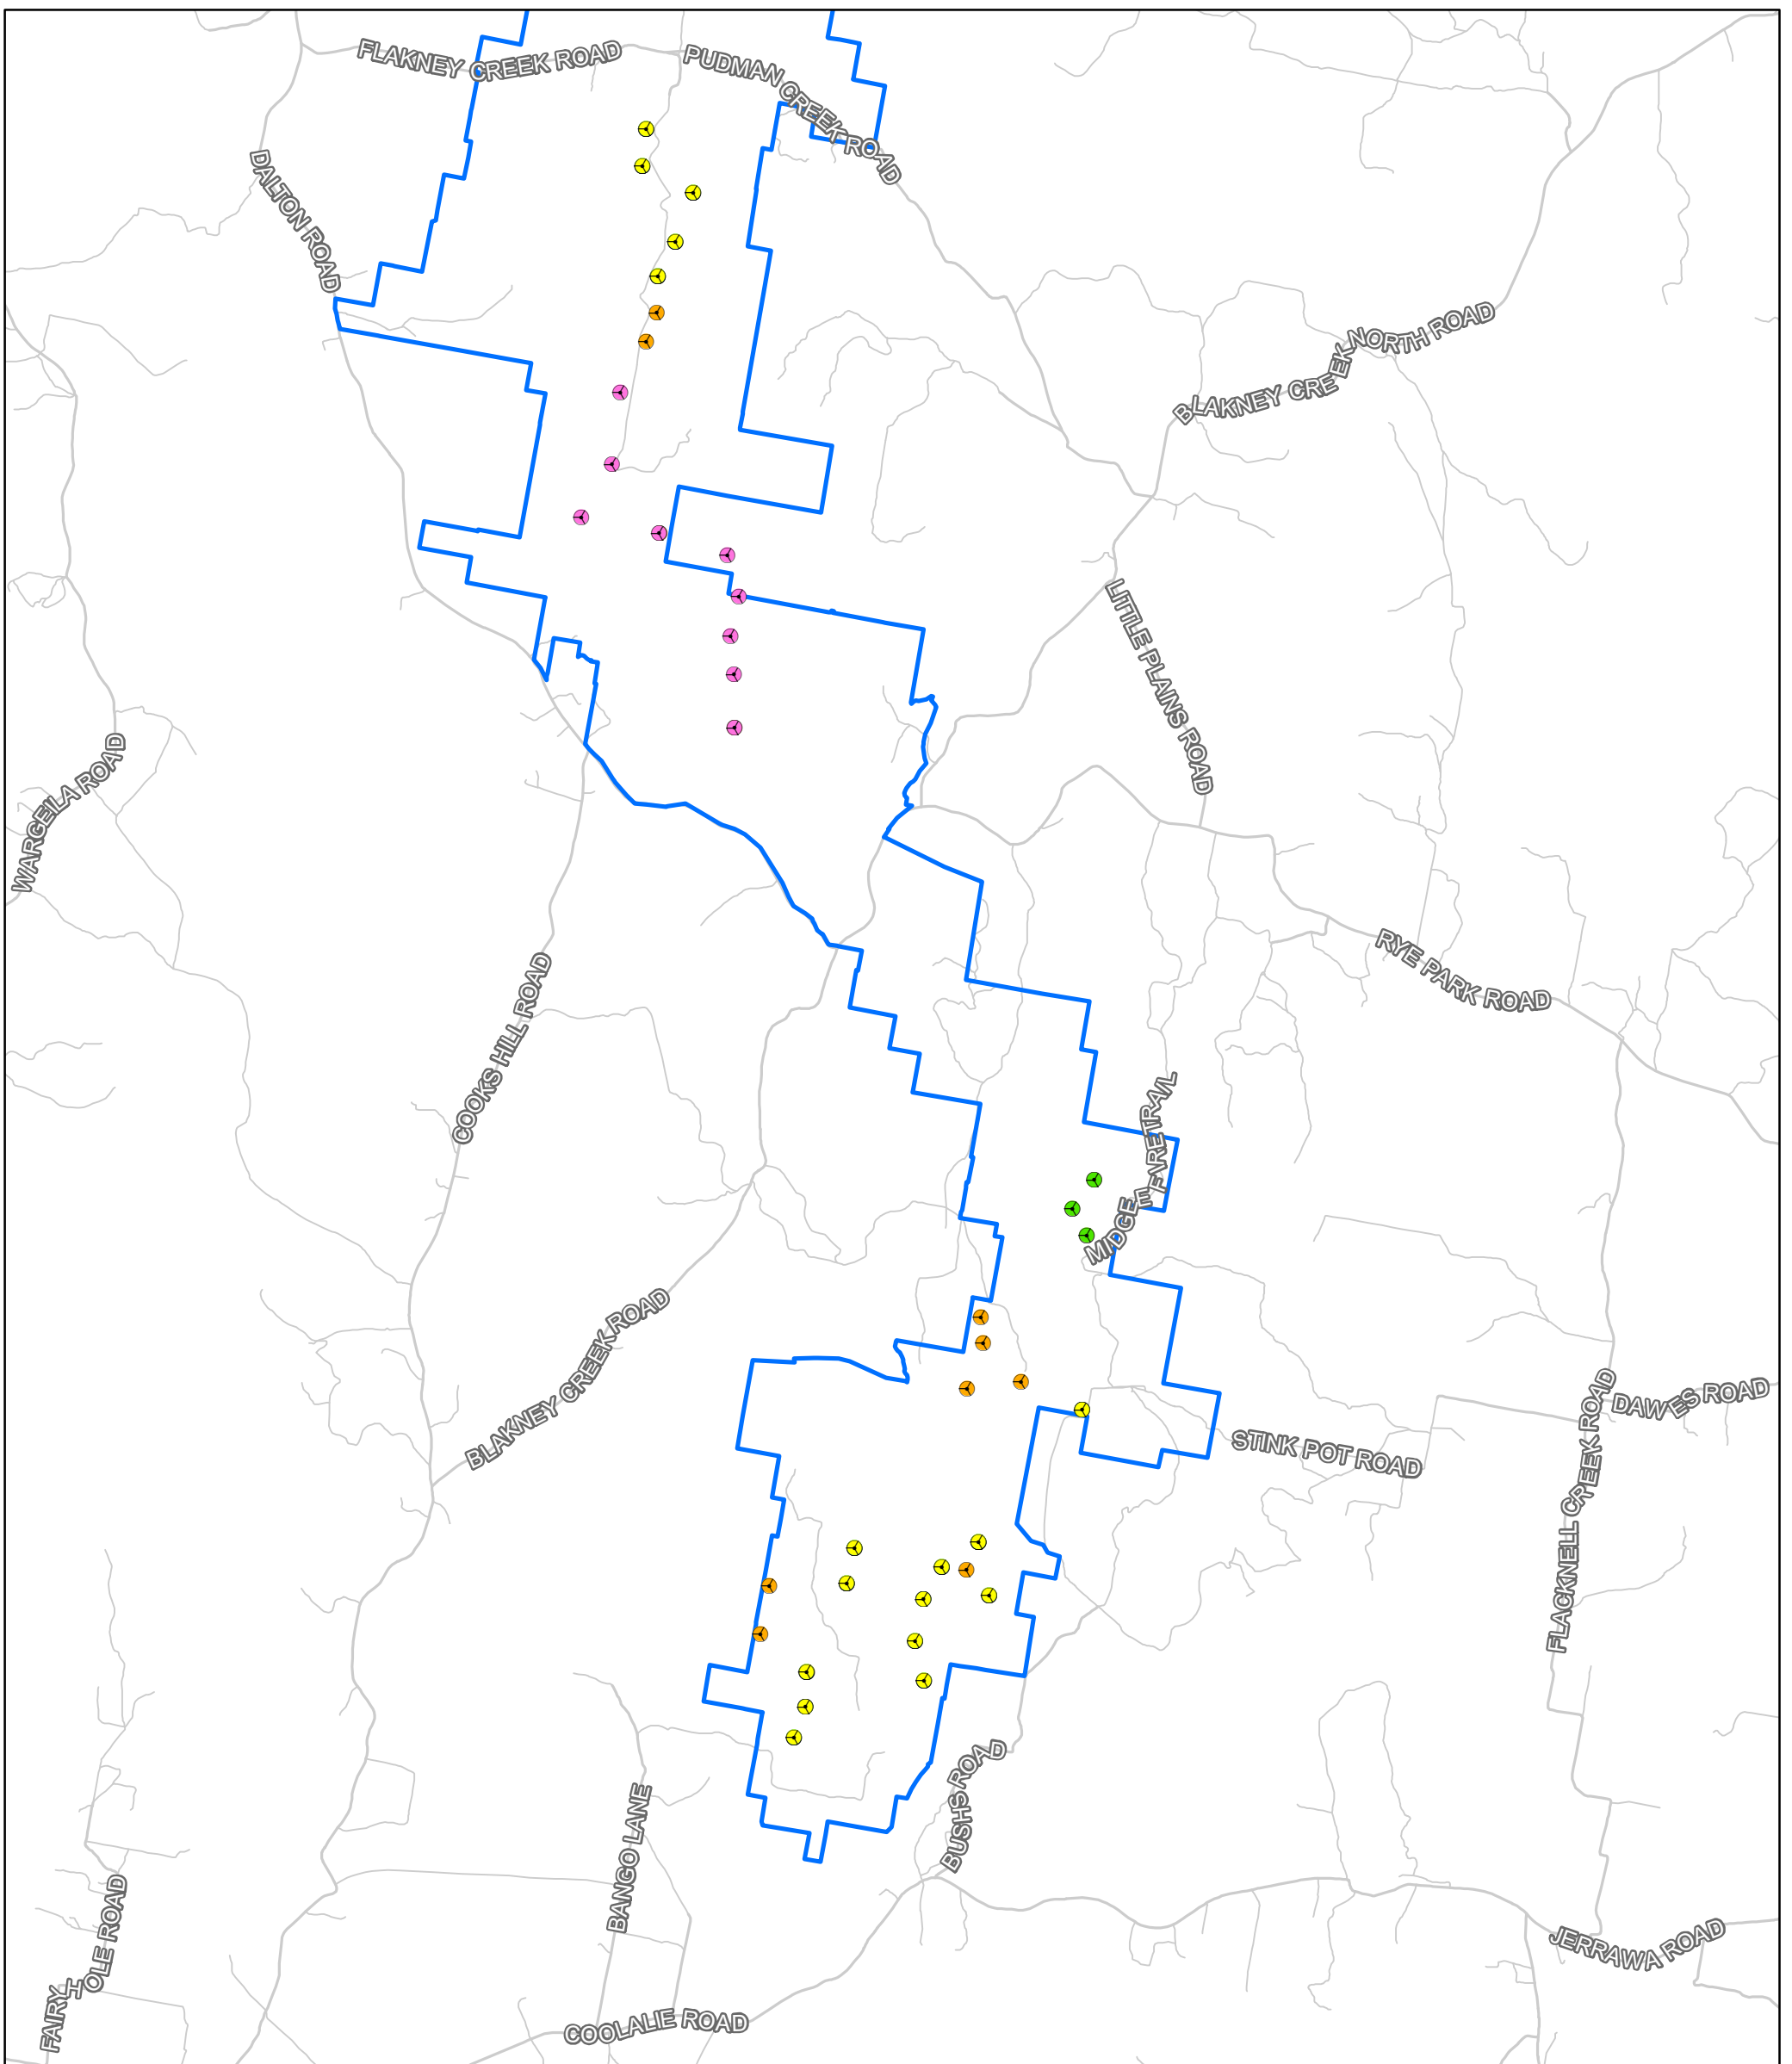 FLAKNEY CREEK ROAD
PUDMAN CREEK ROAD
DALTON ROAD
BLAKNEY CREEK NORTH ROAD
LITTLE PLAINS ROAD
WARGEILA ROAD
RYE PARK ROAD
COOKS HILL ROAD
MIDGE E FARETRAVL
BLAKNEY CREEK ROAD
DAWES ROAD
STINK POT ROAD
FLACKNELL CREEK ROAD
BUSHS ROAD
BANGO LANE
FAIRY HOLE ROAD
JERRAWA ROAD
COOLALIE ROAD